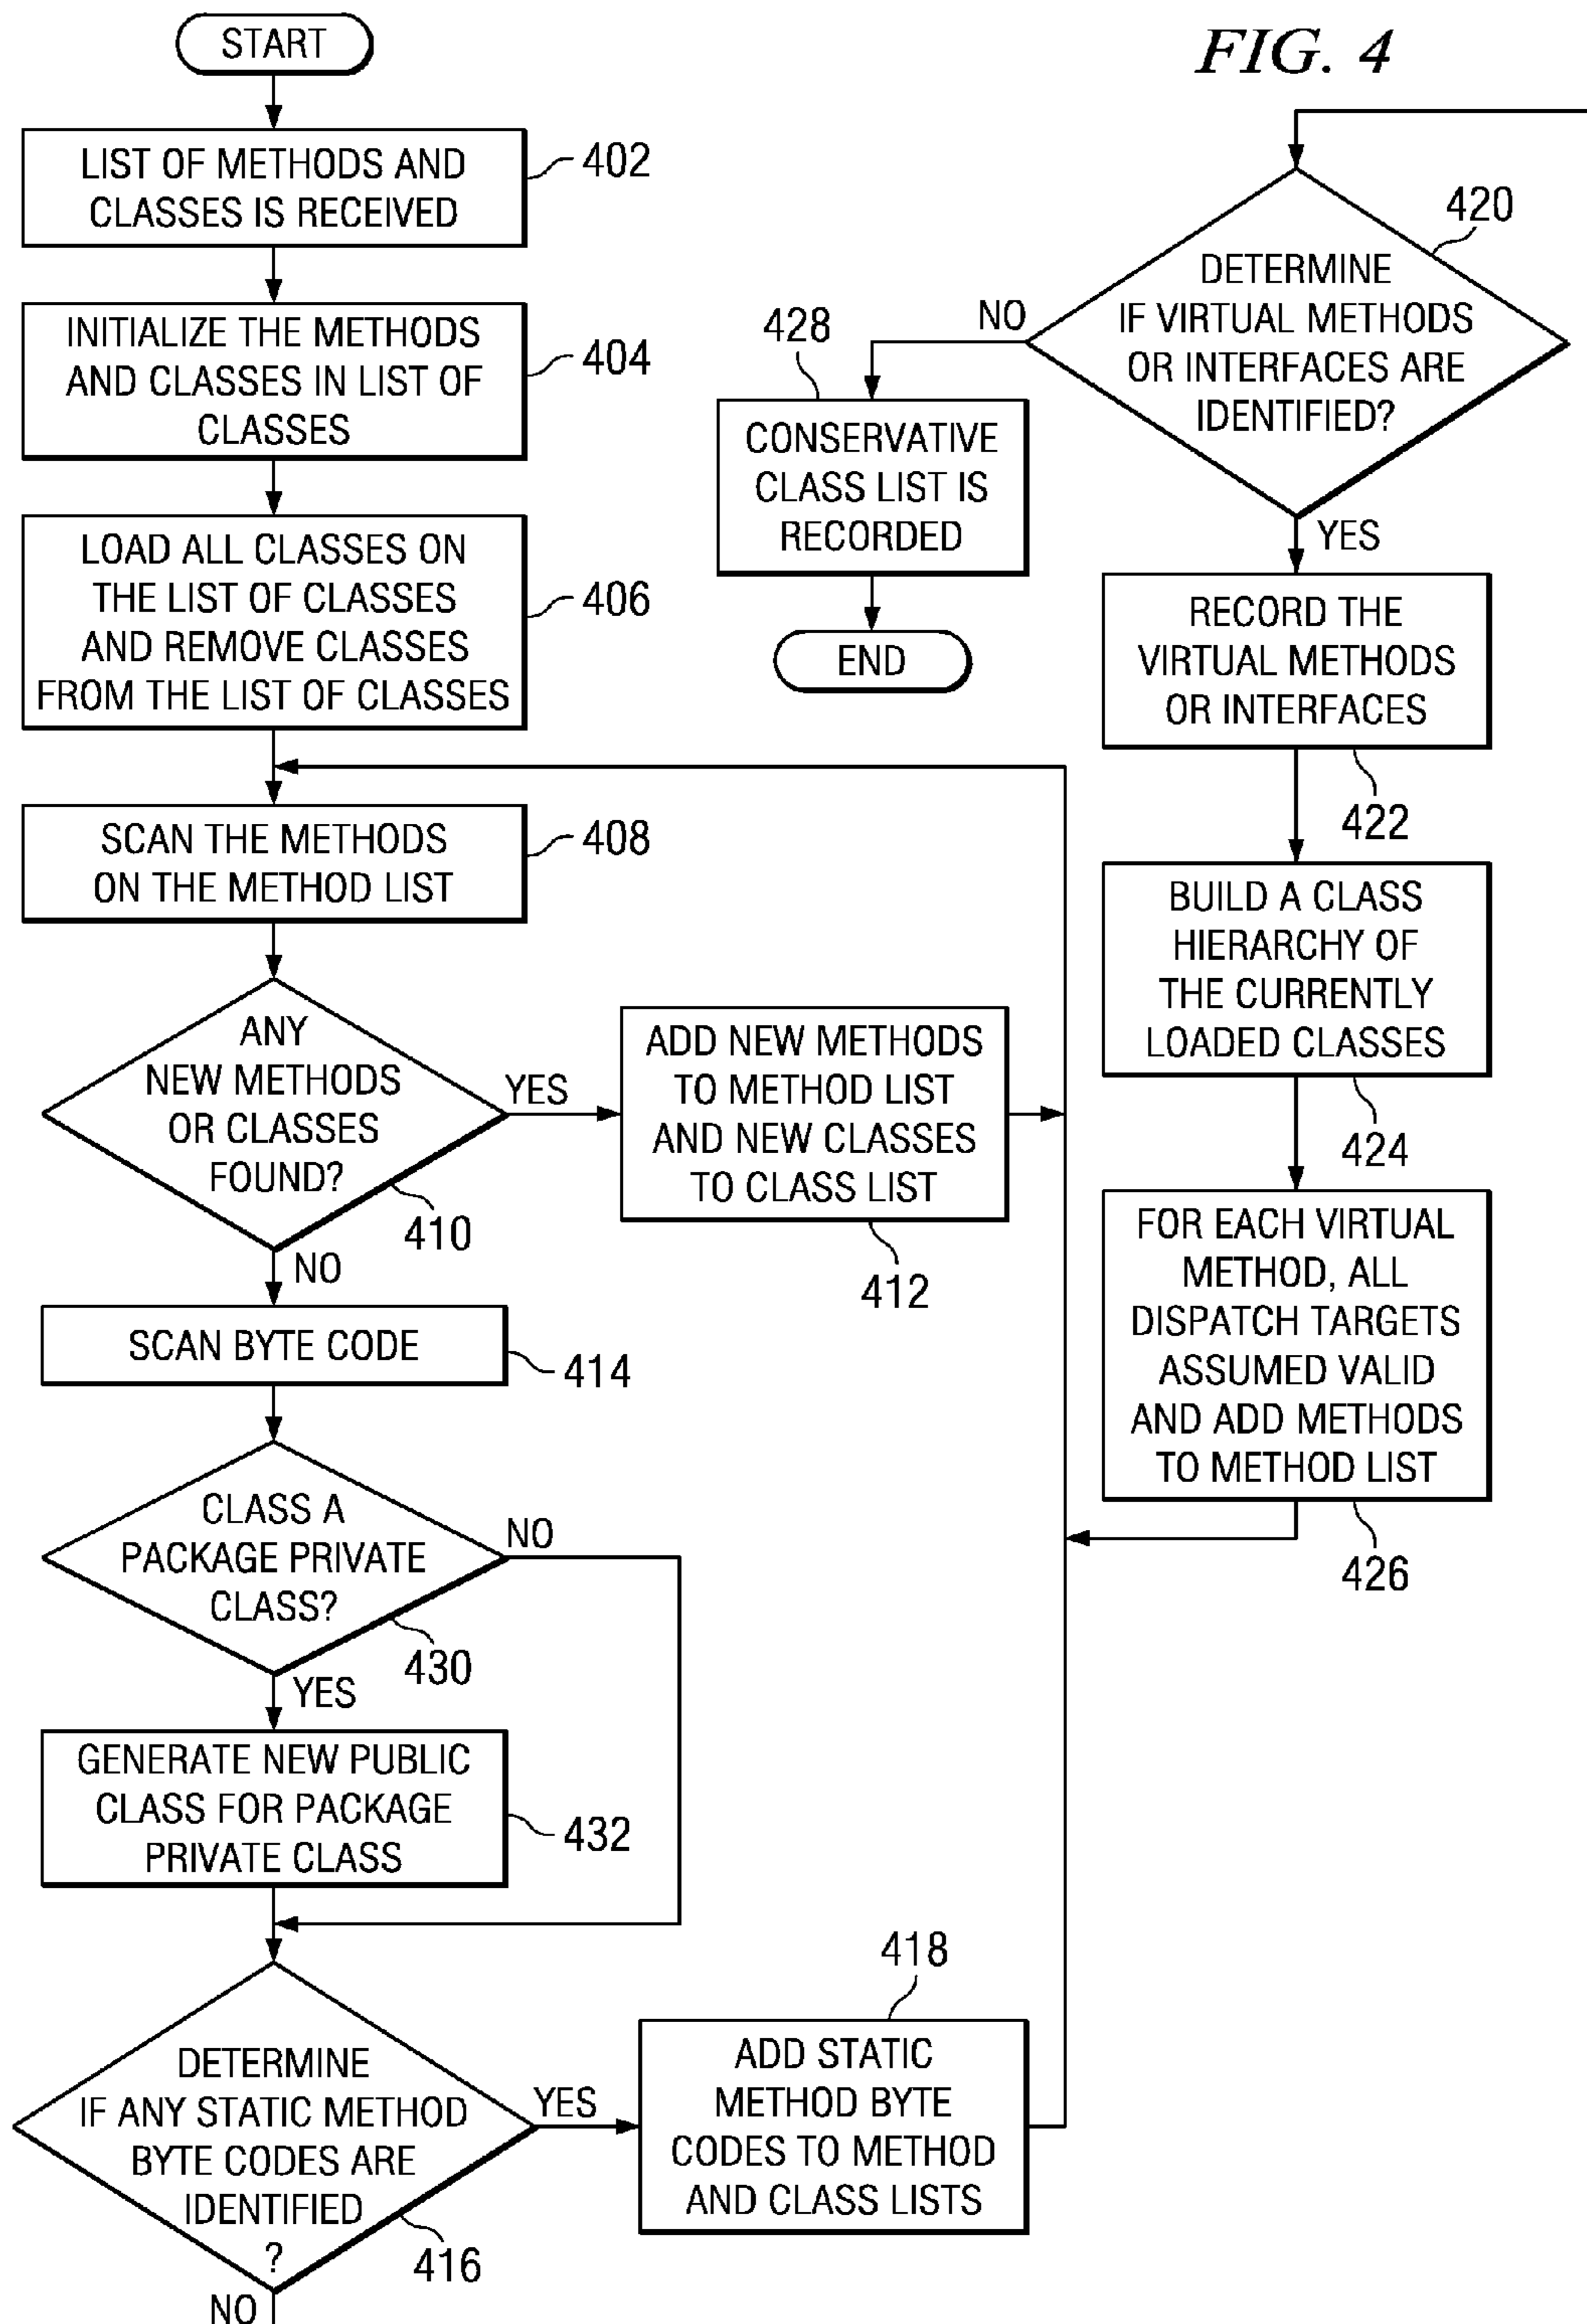 FIG. 4
START
LIST OF METHODS AND
CLASSES IS RECEIVED
402
INITIALIZE THE METHODS
AND CLASSES IN LIST OF
CLASSES
404
LOAD ALL CLASSES ON
THE LIST OF CLASSES
AND REMOVE CLASSES
FROM THE LIST OF CLASSES
406
SCAN THE METHODS
ON THE METHOD LIST
408
ANY
NEW METHODS
OR CLASSES
FOUND?
410
YES
NO
ADD NEW METHODS
TO METHOD LIST
AND NEW CLASSES
TO CLASS LIST
412
SCAN BYTE CODE
414
CLASS A
PACKAGE PRIVATE
CLASS?
430
NO
YES
GENERATE NEW PUBLIC
CLASS FOR PACKAGE
PRIVATE CLASS
432
DETERMINE
IF ANY STATIC METHOD
BYTE CODES ARE
IDENTIFIED
?
416
YES
NO
418
ADD STATIC
METHOD BYTE
CODES TO METHOD
AND CLASS LISTS
420
DETERMINE
IF VIRTUAL METHODS
OR INTERFACES ARE
IDENTIFIED?
NO
YES
428
CONSERVATIVE
CLASS LIST IS
RECORDED
END
RECORD THE
VIRTUAL METHODS
OR INTERFACES
422
BUILD A CLASS
HIERARCHY OF
THE CURRENTLY
LOADED CLASSES
424
FOR EACH VIRTUAL
METHOD, ALL
DISPATCH TARGETS
ASSUMED VALID
AND ADD METHODS
TO METHOD LIST
426